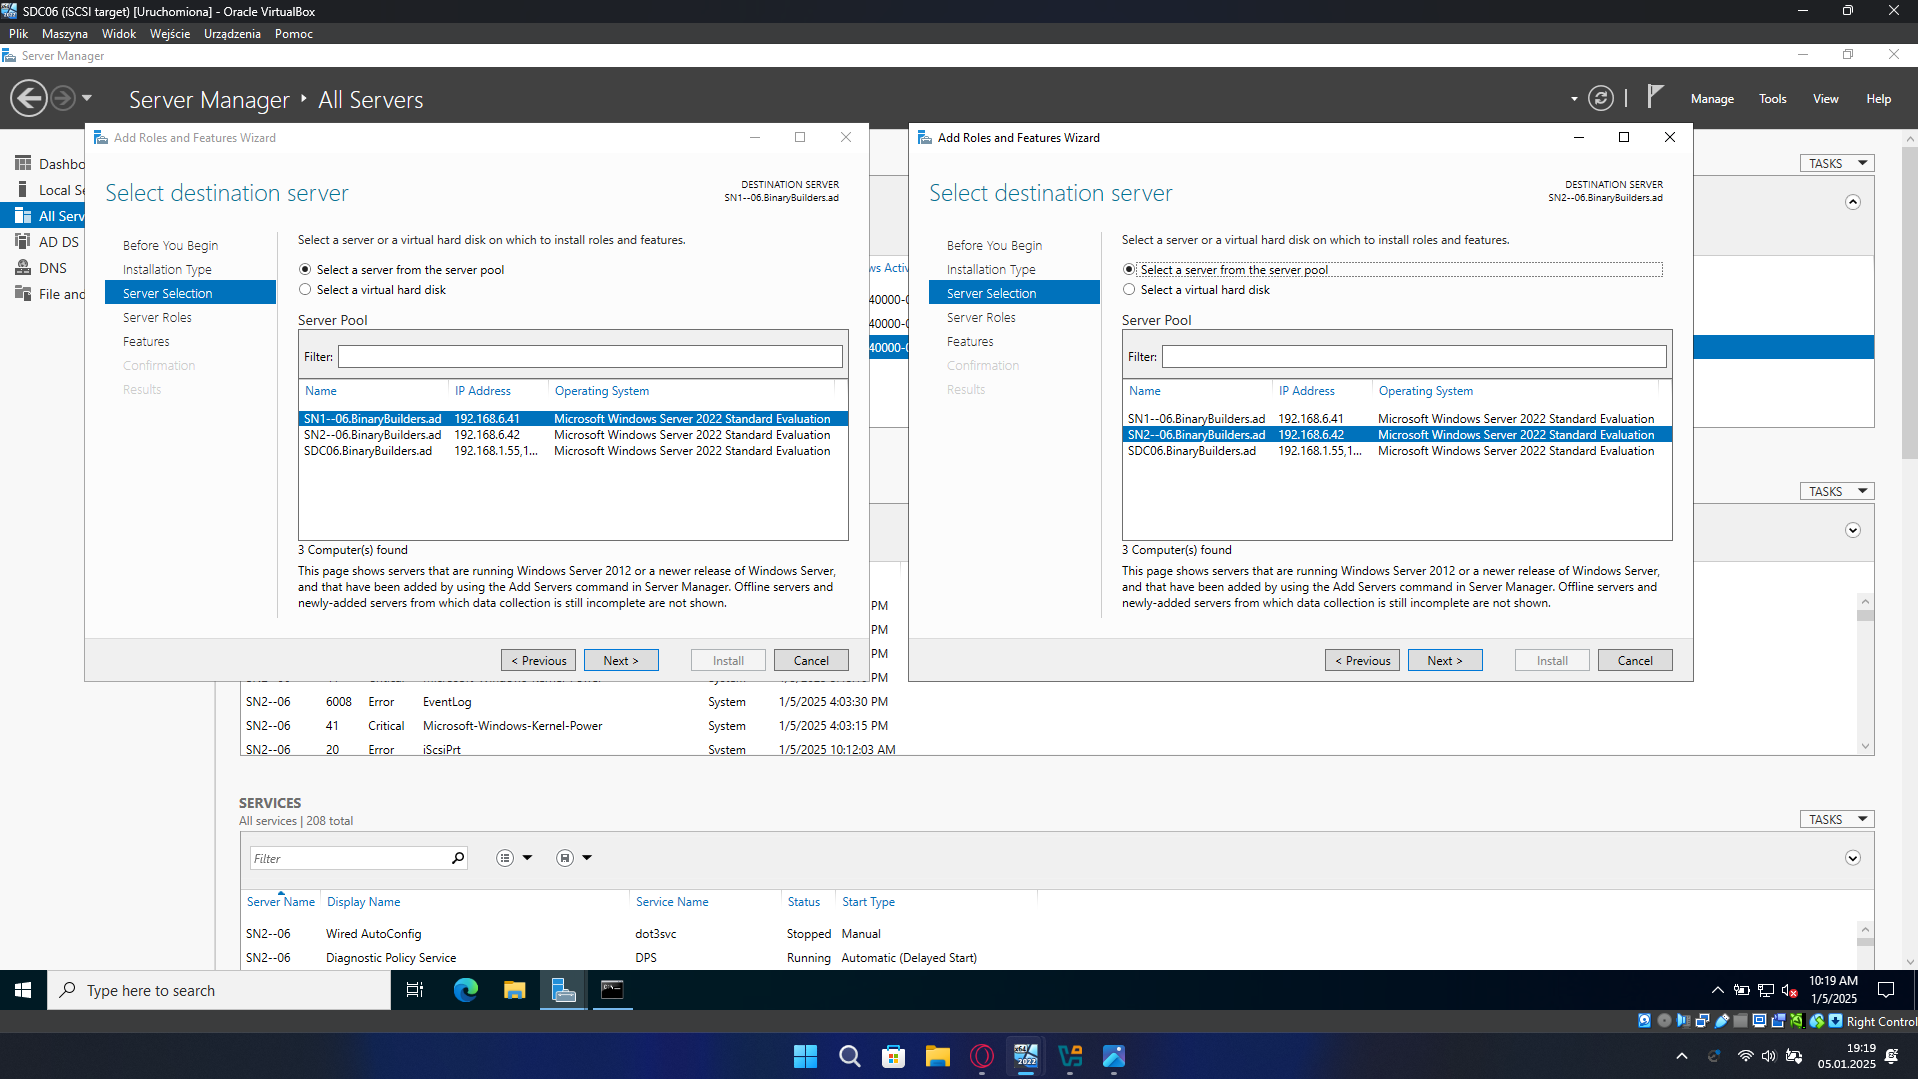 SDC06 (iSCSI target) [Uruchomiona] - Oracle VirtualBox
Plik Maszyna Widok Wejście Urządzenia Pomoc
Server Manager
Server Manager ‣ All Servers
Manage Tools View Help
Dashbo
Local Se
All Serv
AD DS
DNS
File and
Add Roles and Features Wizard
Select destination server
DESTINATION SERVER
SN1--06.BinaryBuilders.ad
Before You Begin
Installation Type
Server Selection
Server Roles
Features
Confirmation
Results
Select a server or a virtual hard disk on which to install roles and features.
Select a server from the server pool
Select a virtual hard disk
Server Pool
Filter:
Name IP Address Operating System
SN1--06.BinaryBuilders.ad 192.168.6.41 Microsoft Windows Server 2022 Standard Evaluation
SN2--06.BinaryBuilders.ad 192.168.6.42 Microsoft Windows Server 2022 Standard Evaluation
SDC06.BinaryBuilders.ad 192.168.1.55,1... Microsoft Windows Server 2022 Standard Evaluation
3 Computer(s) found
This page shows servers that are running Windows Server 2012 or a newer release of Windows Server,
and that have been added by using the Add Servers command in Server Manager. Offline servers and
newly-added servers from which data collection is still incomplete are not shown.
< Previous Next > Install Cancel
ws Activ
40000-0
40000-0
40000-0
PM
PM
PM
PM
Add Roles and Features Wizard
Select destination server
DESTINATION SERVER
SN2--06.BinaryBuilders.ad
Before You Begin
Installation Type
Server Selection
Server Roles
Features
Confirmation
Results
Select a server or a virtual hard disk on which to install roles and features.
Select a server from the server pool
Select a virtual hard disk
Server Pool
Filter:
Name IP Address Operating System
SN1--06.BinaryBuilders.ad 192.168.6.41 Microsoft Windows Server 2022 Standard Evaluation
SN2--06.BinaryBuilders.ad 192.168.6.42 Microsoft Windows Server 2022 Standard Evaluation
SDC06.BinaryBuilders.ad 192.168.1.55,1... Microsoft Windows Server 2022 Standard Evaluation
3 Computer(s) found
This page shows servers that are running Windows Server 2012 or a newer release of Windows Server,
and that have been added by using the Add Servers command in Server Manager. Offline servers and
newly-added servers from which data collection is still incomplete are not shown.
< Previous Next > Install Cancel
TASKS
TASKS
SN2--06 6008 Error EventLog System 1/5/2025 4:03:30 PM
SN2--06 41 Critical Microsoft-Windows-Kernel-Power System 1/5/2025 4:03:15 PM
SN2--06 20 Error iScsiPrt System 1/5/2025 10:12:03 AM
SERVICES
All services | 208 total
TASKS
Filter
Server Name Display Name Service Name Status Start Type
SN2--06 Wired AutoConfig dot3svc Stopped Manual
SN2--06 Diagnostic Policy Service DPS Running Automatic (Delayed Start)
Type here to search
10:19 AM
1/5/2025
Right Control
19:19
05.01.2025